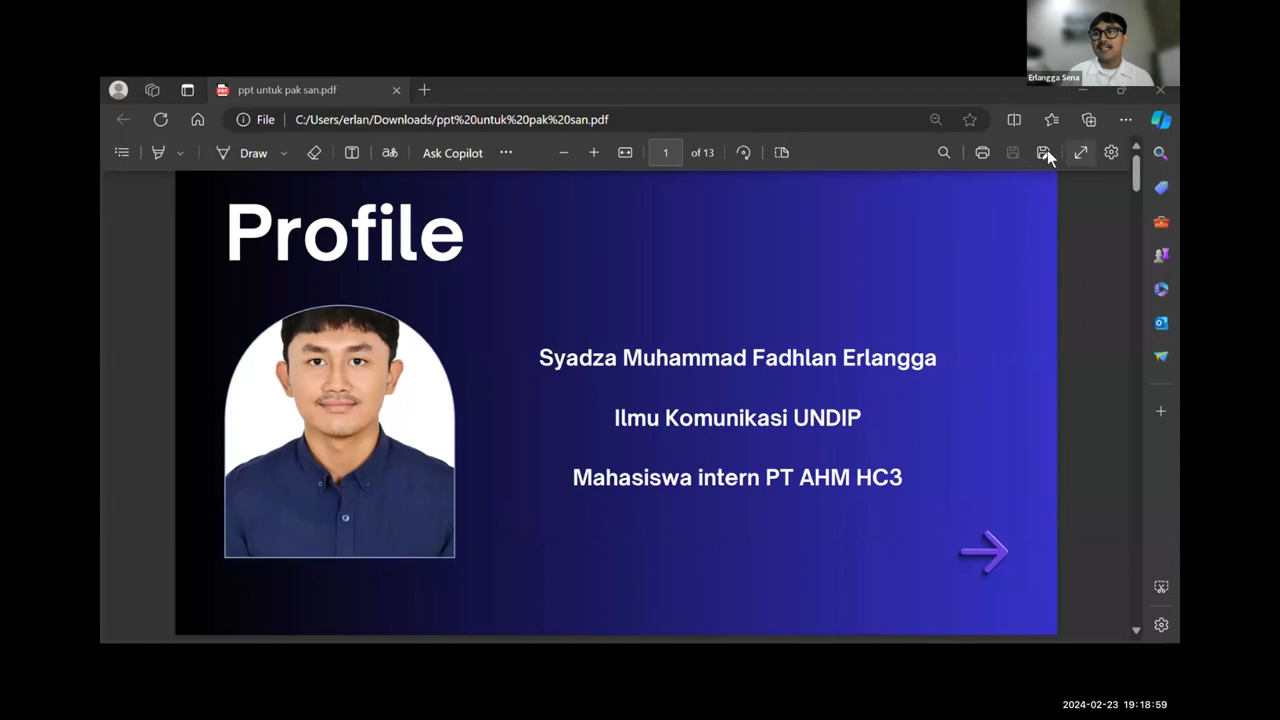 Erlangga Sena
ppt untuk pak san.pdf
File
C:/Users/erlan/Downloads/ppt%20untuk%20pak%20san.pdf
Draw
aあ
Ask Copilot
1 of 13
Profile
Syadza Muhammad Fadhlan Erlangga
Ilmu Komunikasi UNDIP
Mahasiswa intern PT AHM HC3
2024-02-23 19:18:59